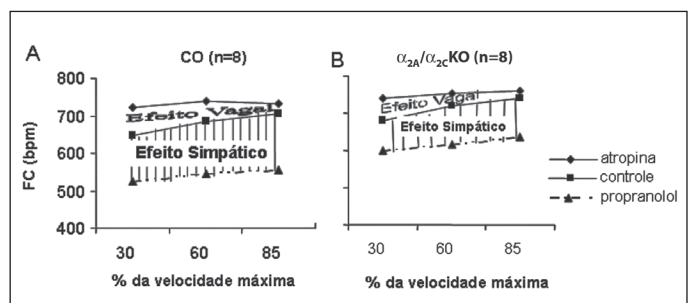 A
CO (n=8)
B
α2A/α2CKO (n=8)
FC (bpm)
800
700
600
500
400
Efeito Vagal
Efeito Simpático
Efeito Vagal
Efeito Simpático
atropina
controle
propranolol
30 60 85
30 60 85
% da velocidade máxima
% da velocidade máxima